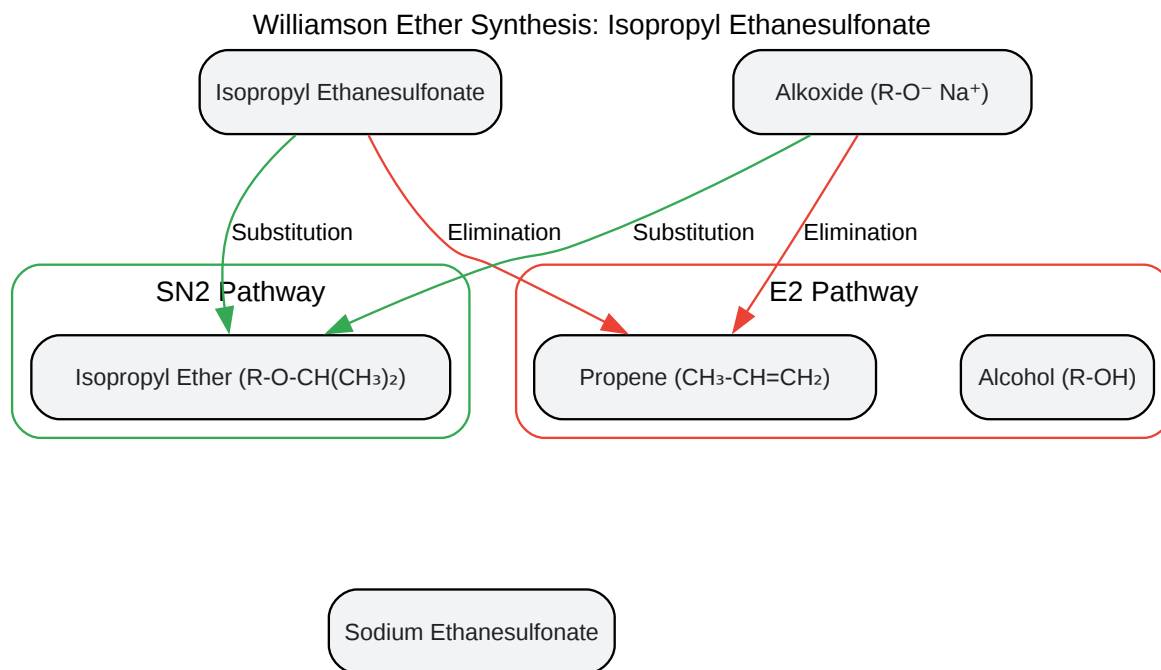 Williamson Ether Synthesis: Isopropyl Ethanesulfonate
Isopropyl Ethanesulfonate
Alkoxide (R-O⁻ Na⁺)
Substitution
Elimination
Substitution
Elimination
SN2 Pathway
E2 Pathway
Isopropyl Ether (R-O-CH(CH₃)₂)
Propene (CH₃-CH=CH₂)
Alcohol (R-OH)
Sodium Ethanesulfonate